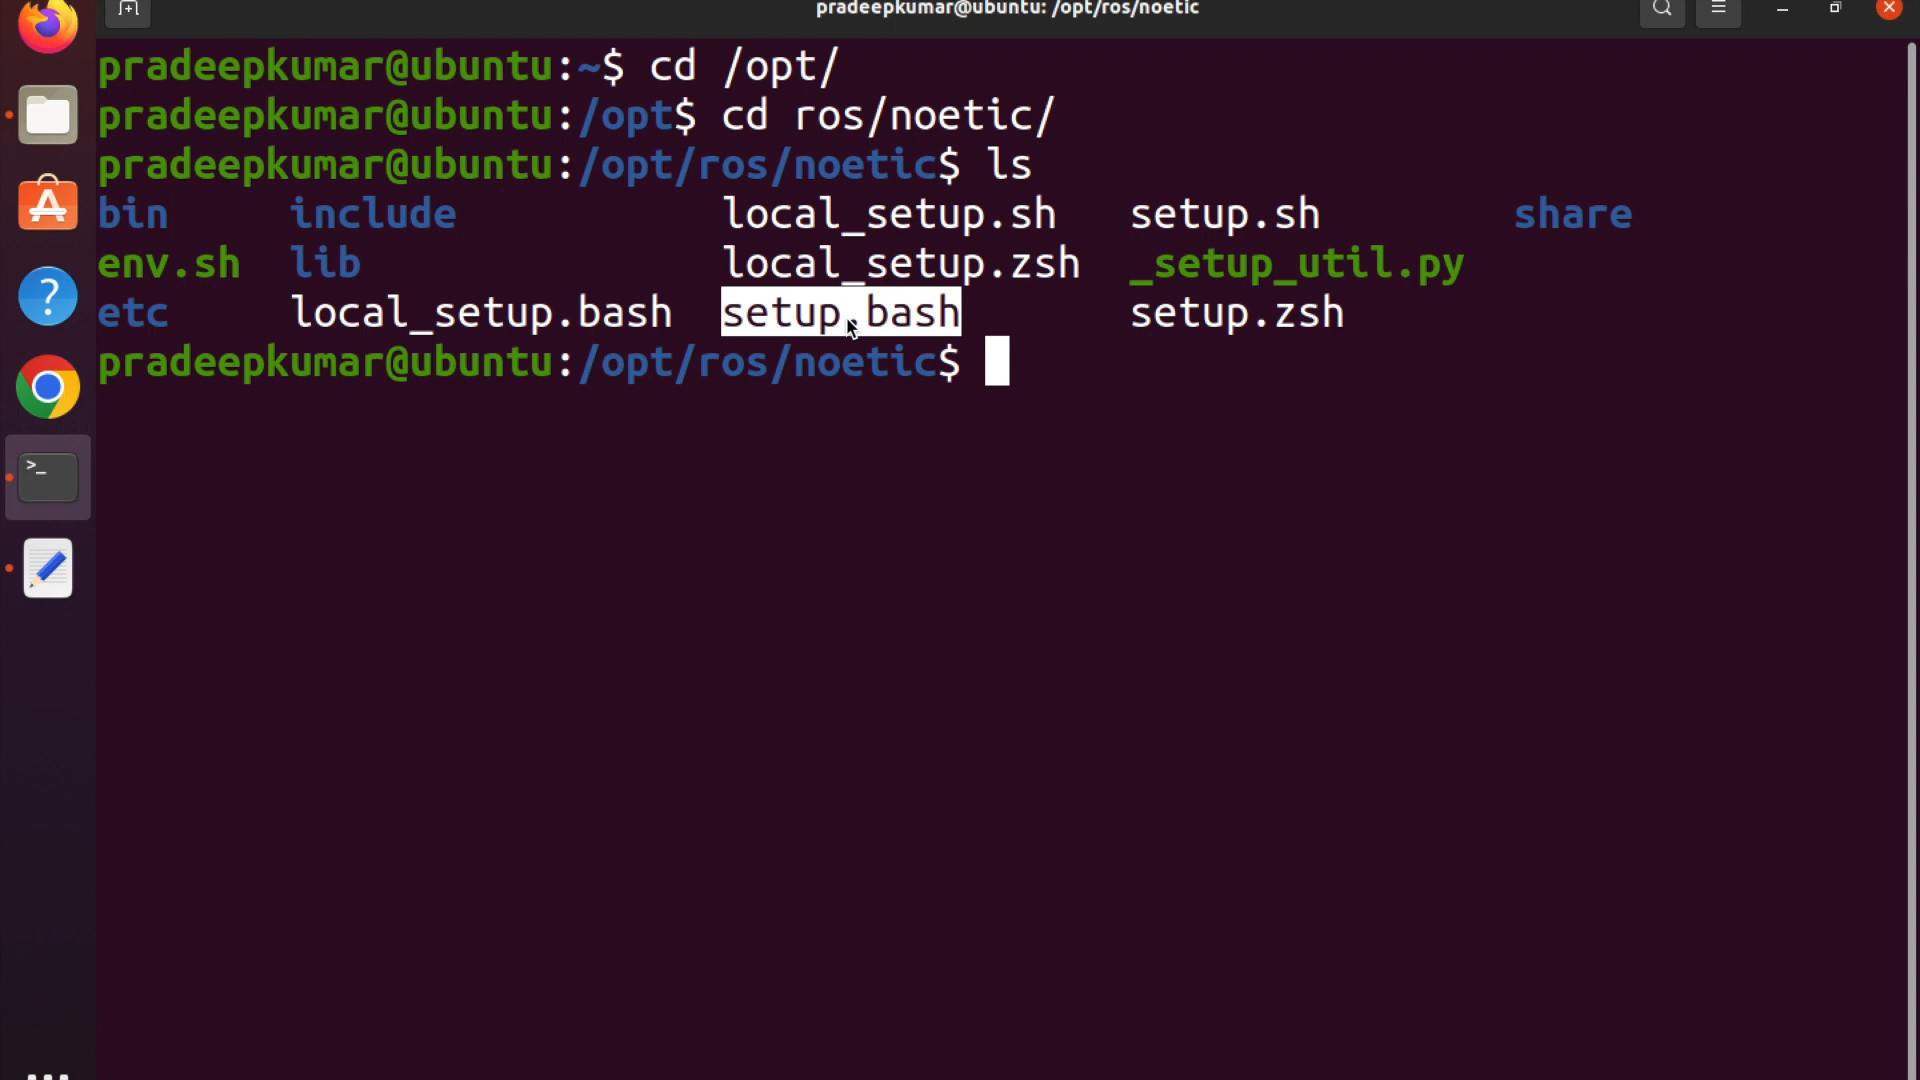 pradeepkumar@ubuntu: /opt/ros/noetic
pradeepkumar@ubuntu:~$ cd /opt/
pradeepkumar@ubuntu:/opt$ cd ros/noetic/
pradeepkumar@ubuntu:/opt/ros/noetic$ ls
bin include local_setup.sh setup.sh share
env.sh lib local_setup.zsh _setup_util.py
etc local_setup.bash setup.bash setup.zsh
pradeepkumar@ubuntu:/opt/ros/noetic$